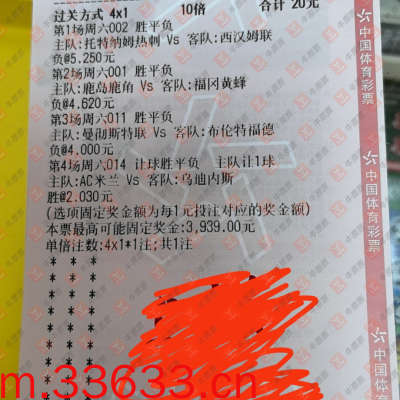 过关方式 4x1 10倍 合计 20元
第1场周六002 胜平负
主队:托特纳姆热刺 Vs 客队:西汉姆联
负@5.250元
第2场周六001 胜平负
主队:鹿岛鹿角 Vs 客队:福冈黄蜂
负@4.620元
第3场周六011 胜平负
主队:曼彻斯特联 Vs 客队:布伦特福德
负@4.000元
第4场周六014 让球胜平负 主队让1球
主队:AC米兰 Vs 客队:乌迪内斯
胜@2.030元
(选项固定奖金额为每1元投注对应的奖金额)
本票最高可能固定奖金:3,939.00元
单倍注数:4x1*1注;共1注
* * *
* * *
* * *
* * *
* * *
* * *
* * *
中国体育彩票
中国体育彩票
中国体育
m.33633.cn